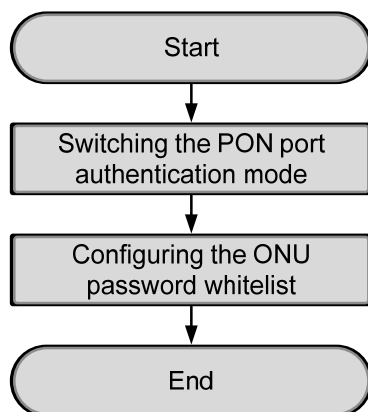 Start
Switching the PON port
authentication mode
Configuring the ONU
password whitelist
End